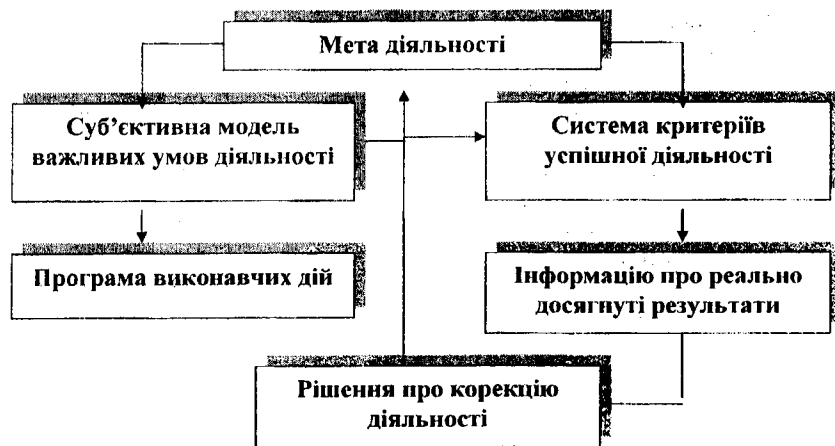 Мета діяльності
Суб’єктивна модель
важливих умов діяльності
Система критеріїв
успішної діяльності
Програма виконавчих дій
Інформацію про реально
досягнуті результати
Рішення про корекцію
діяльності